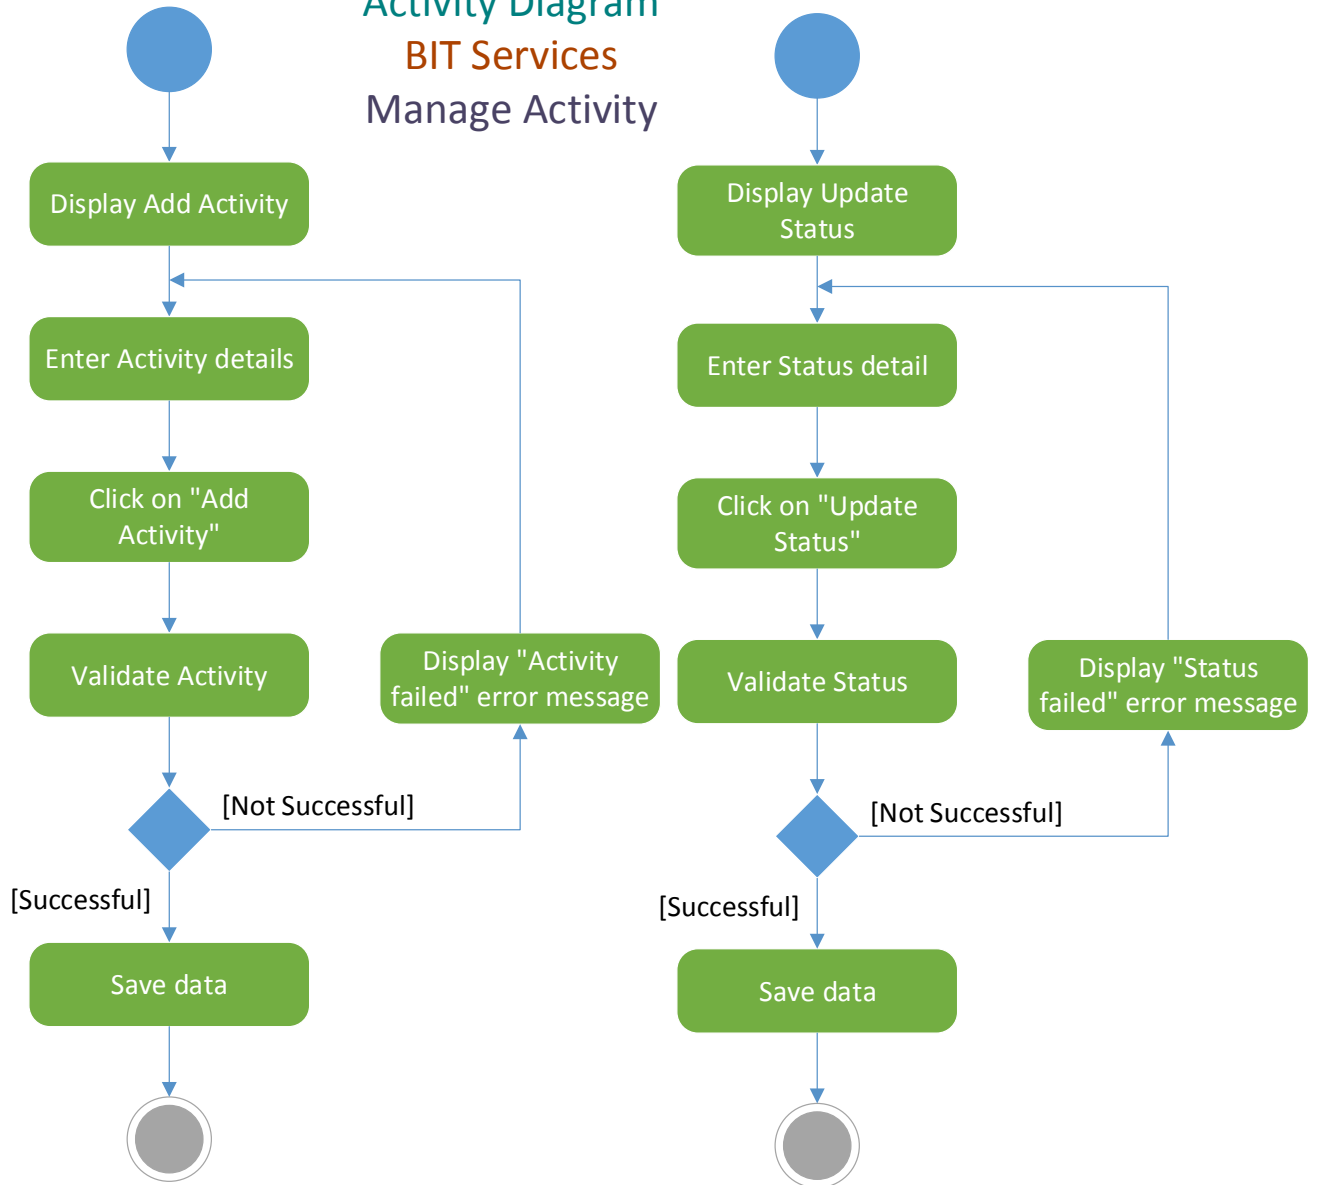 Activity Diagram
BIT Services
Manage Activity
Display Add Activity
Enter Activity details
Click on "Add
Activity"
Validate Activity
Display "Activity
failed" error message
[Not Successful]
[Successful]
Save data
Display Update
Status
Enter Status detail
Click on "Update
Status"
Validate Status
Display "Status
failed" error message
[Not Successful]
[Successful]
Save data